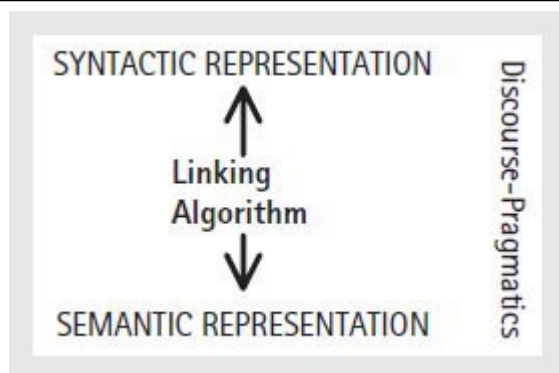 SYNTACTIC REPRESENTATION
Linking
Algorithm
SEMANTIC REPRESENTATION
Discourse-Pragmatics